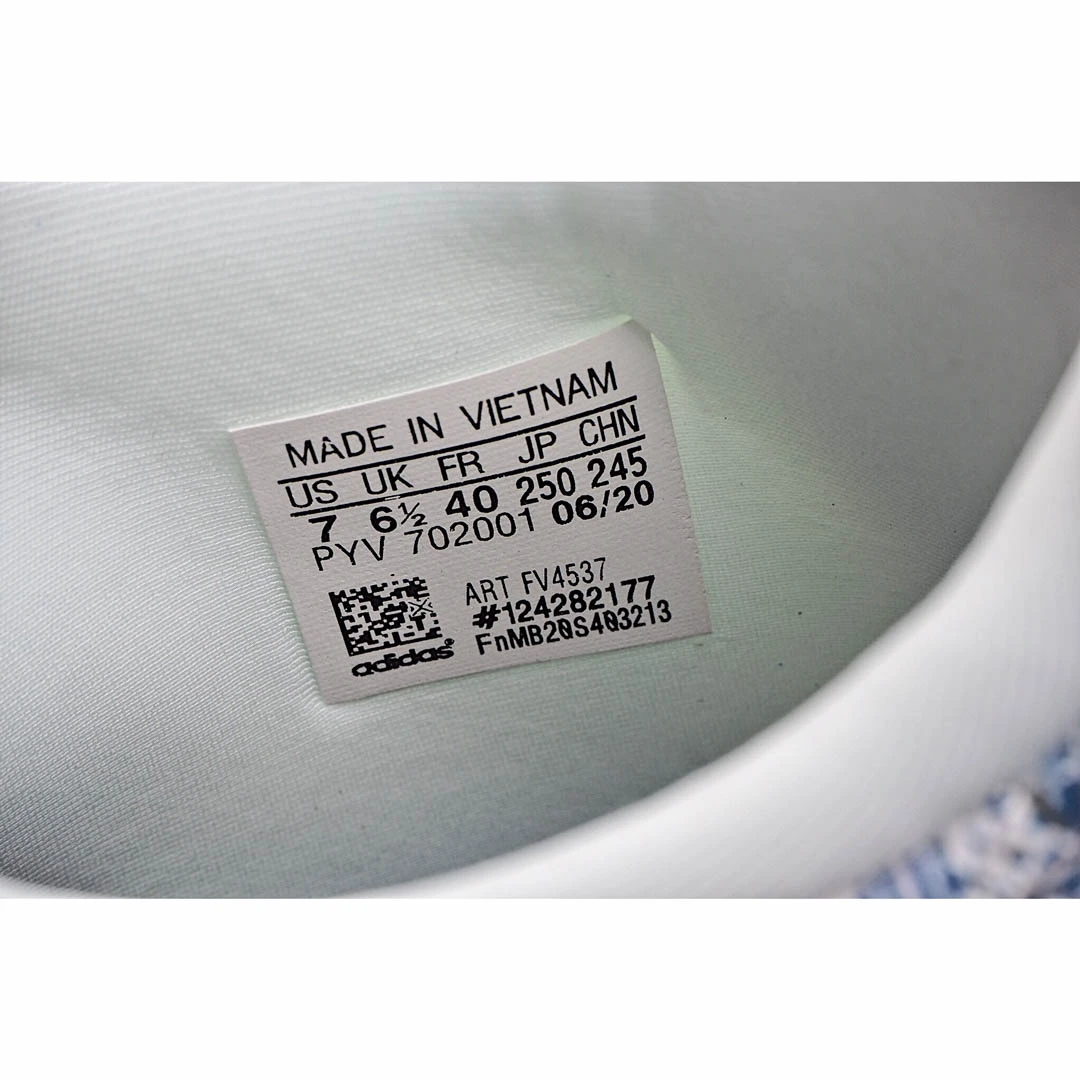 MADE IN VIETNAM
US UK FR JP CHN
7 6½ 40 250 245
PYV 702001 06/20
ART FV4537
#124282177
FnMB20S403213
adidas®